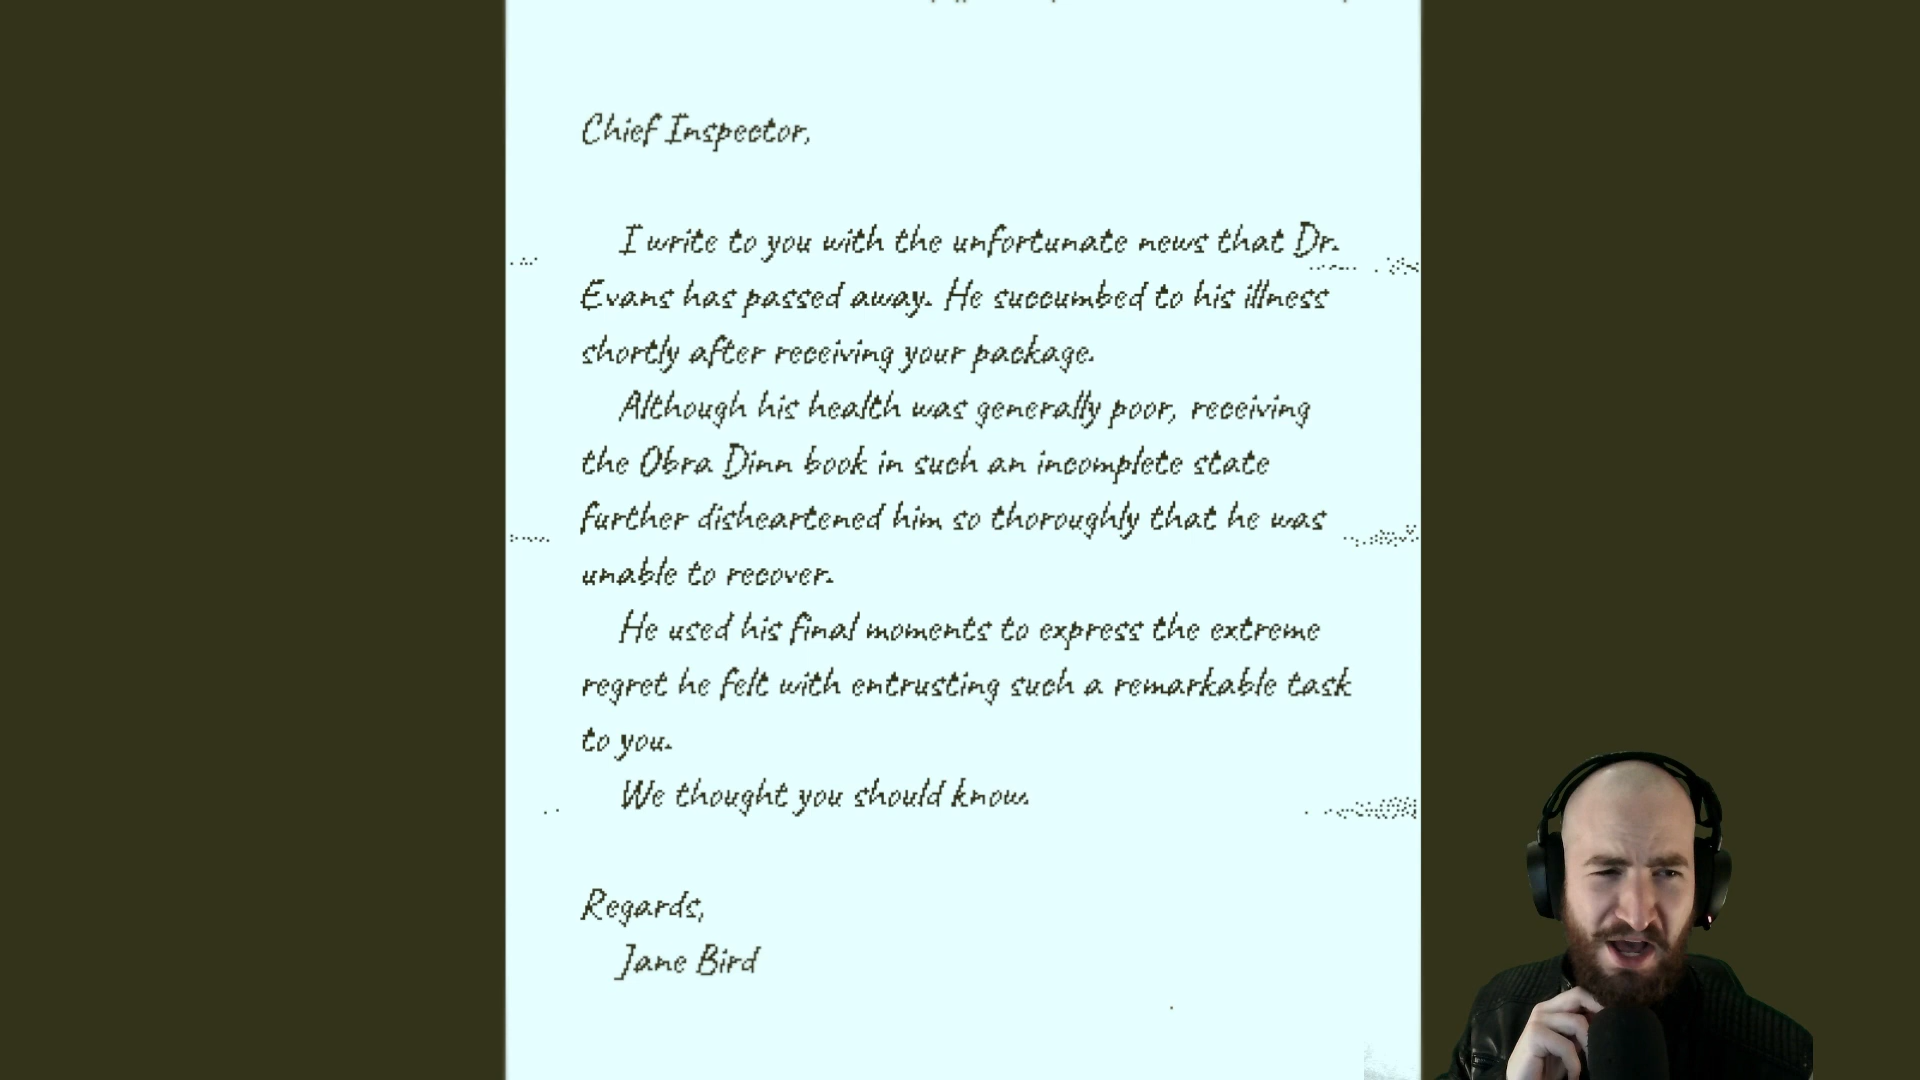 Chief Inspector,
I write to you with the unfortunate news that Dr.
Evans has passed away. He succumbed to his illness
shortly after receiving your package.
Although his health was generally poor, receiving
the Obra Dinn book in such an incomplete state
further disheartened him so thoroughly that he was
unable to recover.
He used his final moments to express the extreme
regret he felt with entrusting such a remarkable task
to you.
We thought you should know.
Regards,
Jane Bird